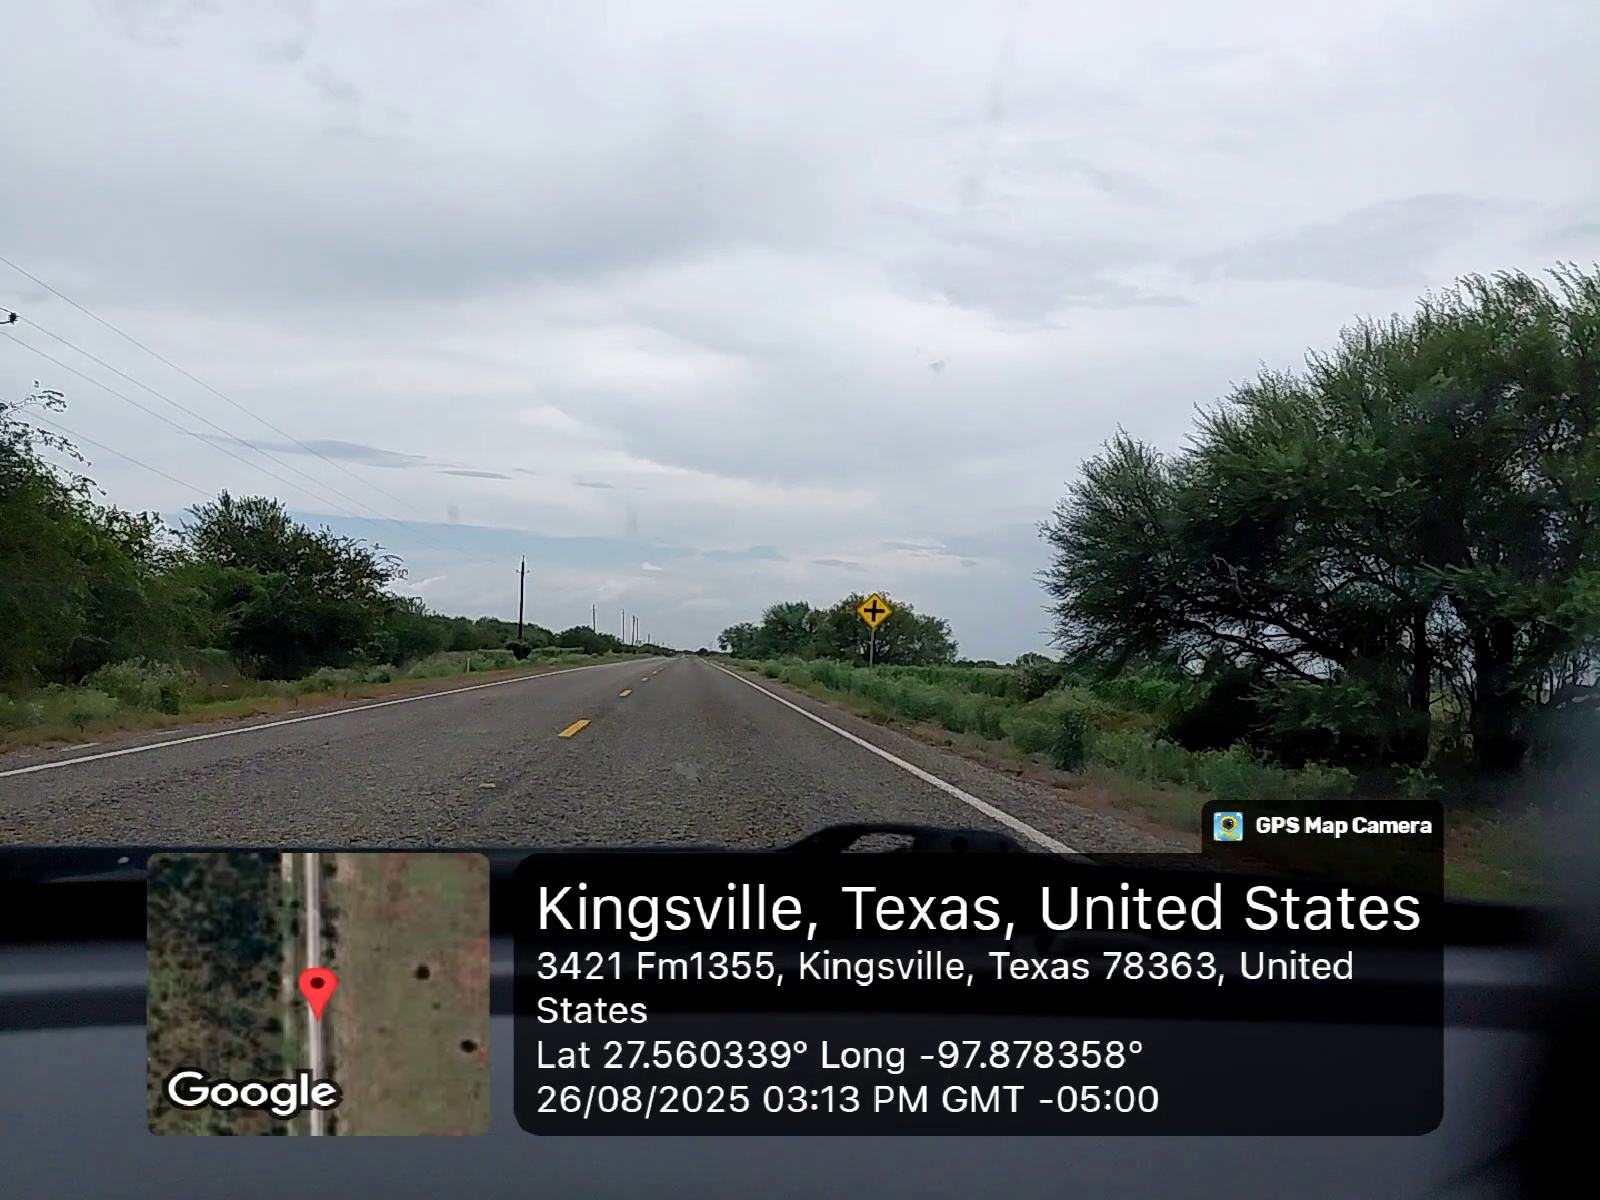 GPS Map Camera
Kingsville, Texas, United States
3421 Fm1355, Kingsville, Texas 78363, United
States
Lat 27.560339° Long -97.878358°
26/08/2025 03:13 PM GMT -05:00
Google